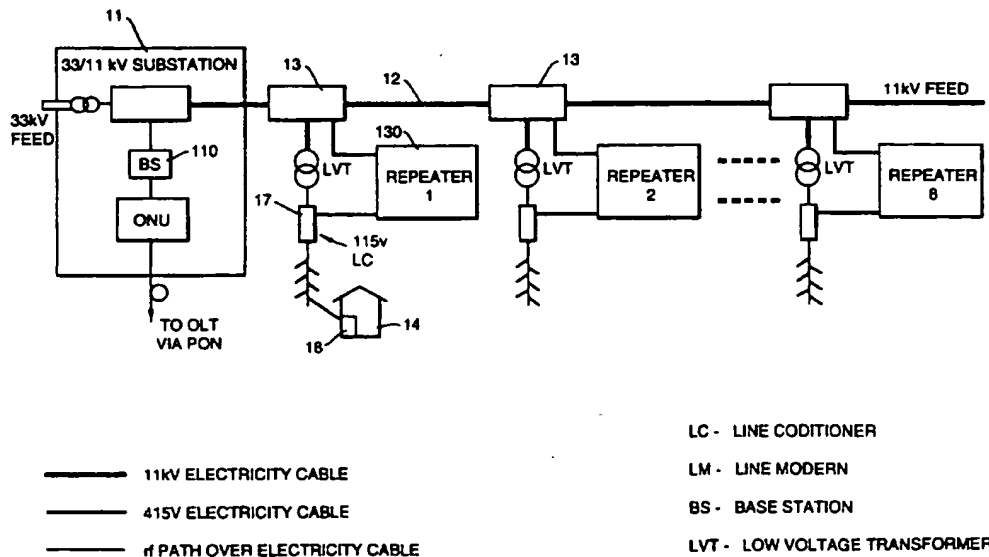 11
33/11 kV SUBSTATION
33kV
FEED
BS
110
ONU
TO OLT
VIA PON
13
12
13
11kV FEED
130
LVT
REPEATER
1
17
115v
LC
18
14
LVT
REPEATER
2
LVT
REPEATER
8
11kV ELECTRICITY CABLE
415V ELECTRICITY CABLE
rf PATH OVER ELECTRICITY CABLE
LC - LINE CODITIONER
LM - LINE MODERN
BS - BASE STATION
LVT - LOW VOLTAGE TRANSFORMER